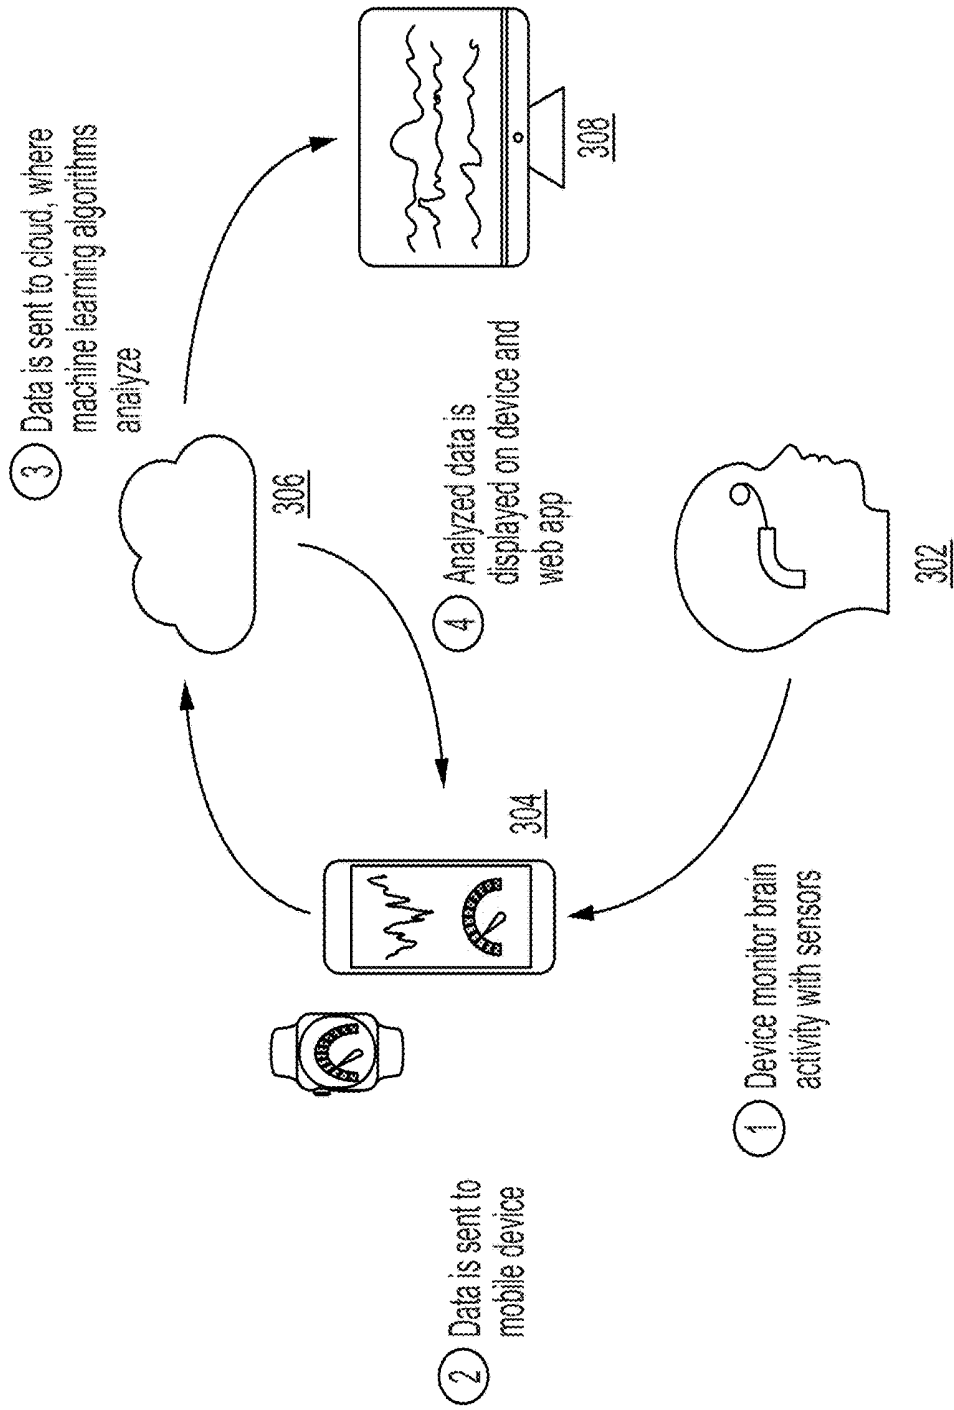 1
Device monitor brain
activity with sensors
2
Data is sent to
mobile device
3
Data is sent to cloud, where
machine learning algorithms
analyze
4
Analyzed data is
displayed on device and
web app
302
304
306
308